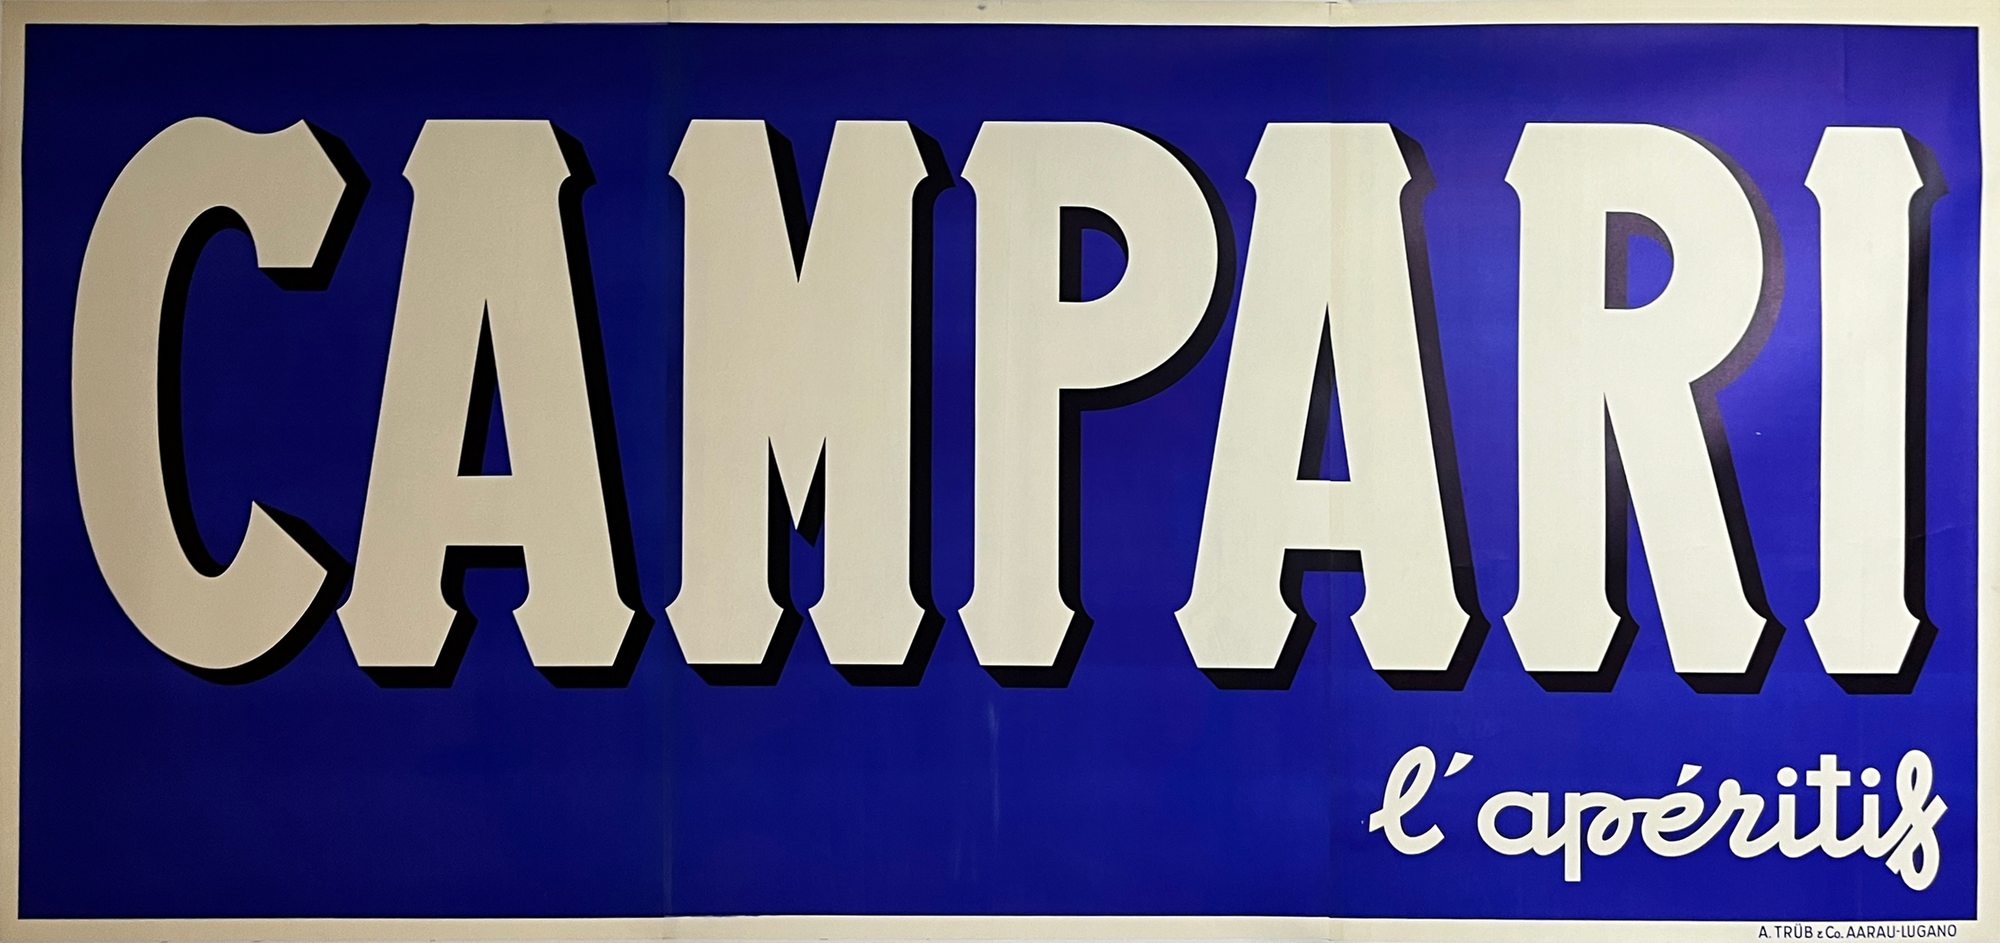 CAMPARI
l'apéritif
A. TRÜB & Co. AARAU-LUGANO